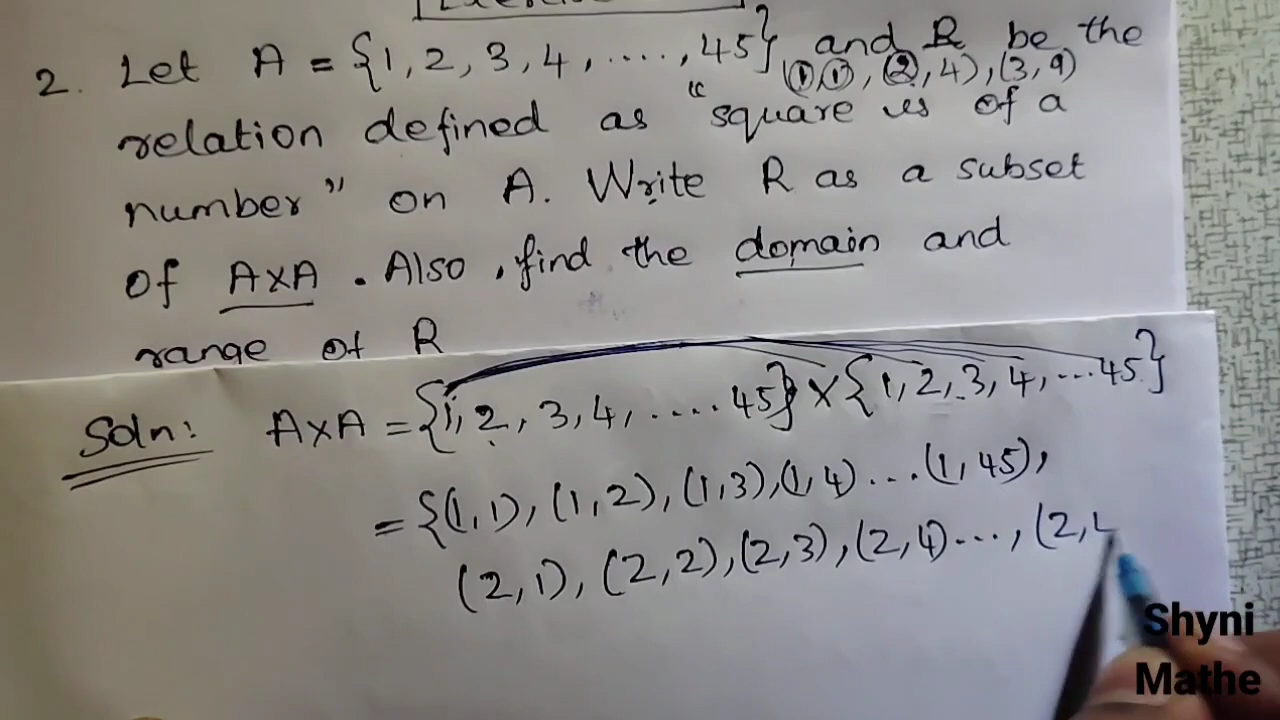 2. Let A = {1, 2, 3, 4, ...., 45} and R be the
(1, 1), (2, 4), (3, 9)
relation defined as "square is of a
number" on A. Write R as a subset
of A×A. Also, find the domain and
range of R
Soln: A×A = {1, 2, 3, 4, .... 45} × {1, 2, 3, 4, ... 45}
= {(1,1), (1,2), (1,3), (1,4) ... (1,45),
(2,1), (2,2), (2,3), (2,4) ..., (2,4
Shyni
Mathe